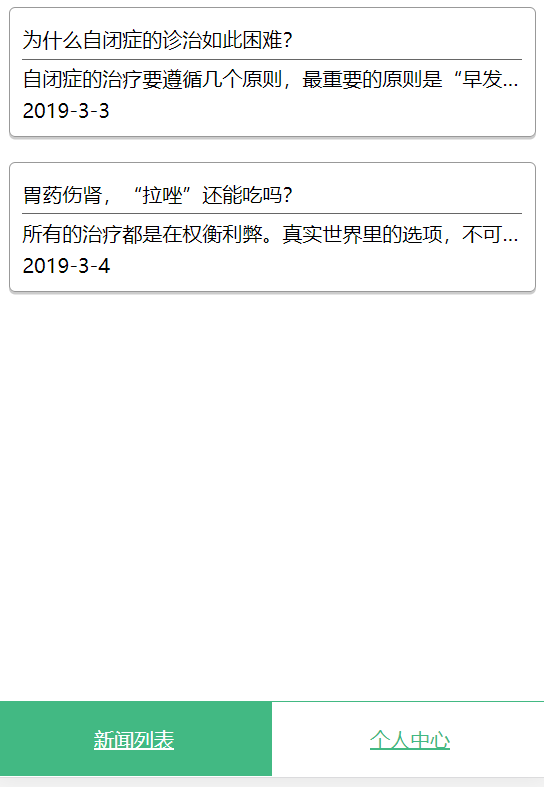 为什么自闭症的诊治如此困难？
自闭症的治疗要遵循几个原则，最重要的原则是“早发...
2019-3-3
胃药伤肾，“拉唑”还能吃吗？
所有的治疗都是在权衡利弊。真实世界里的选项，不可...
2019-3-4
新闻列表
个人中心